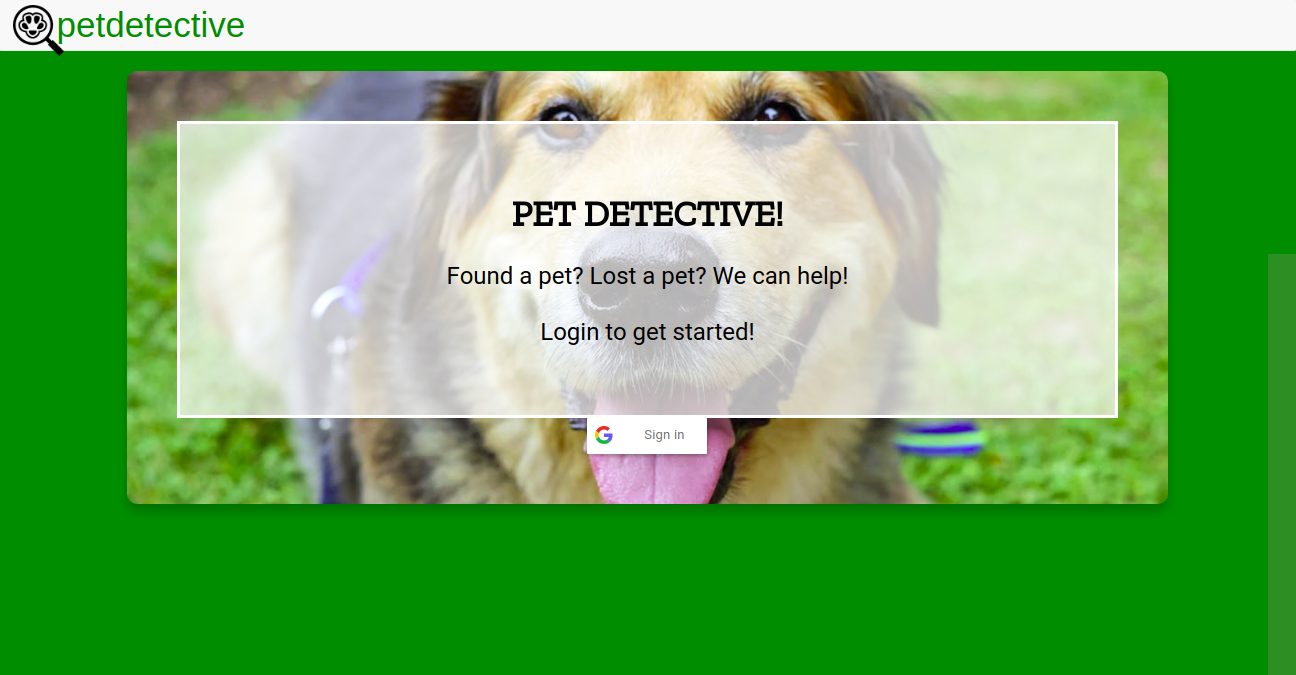 petdetective
PET DETECTIVE!
Found a pet? Lost a pet? We can help!
Login to get started!
Sign in